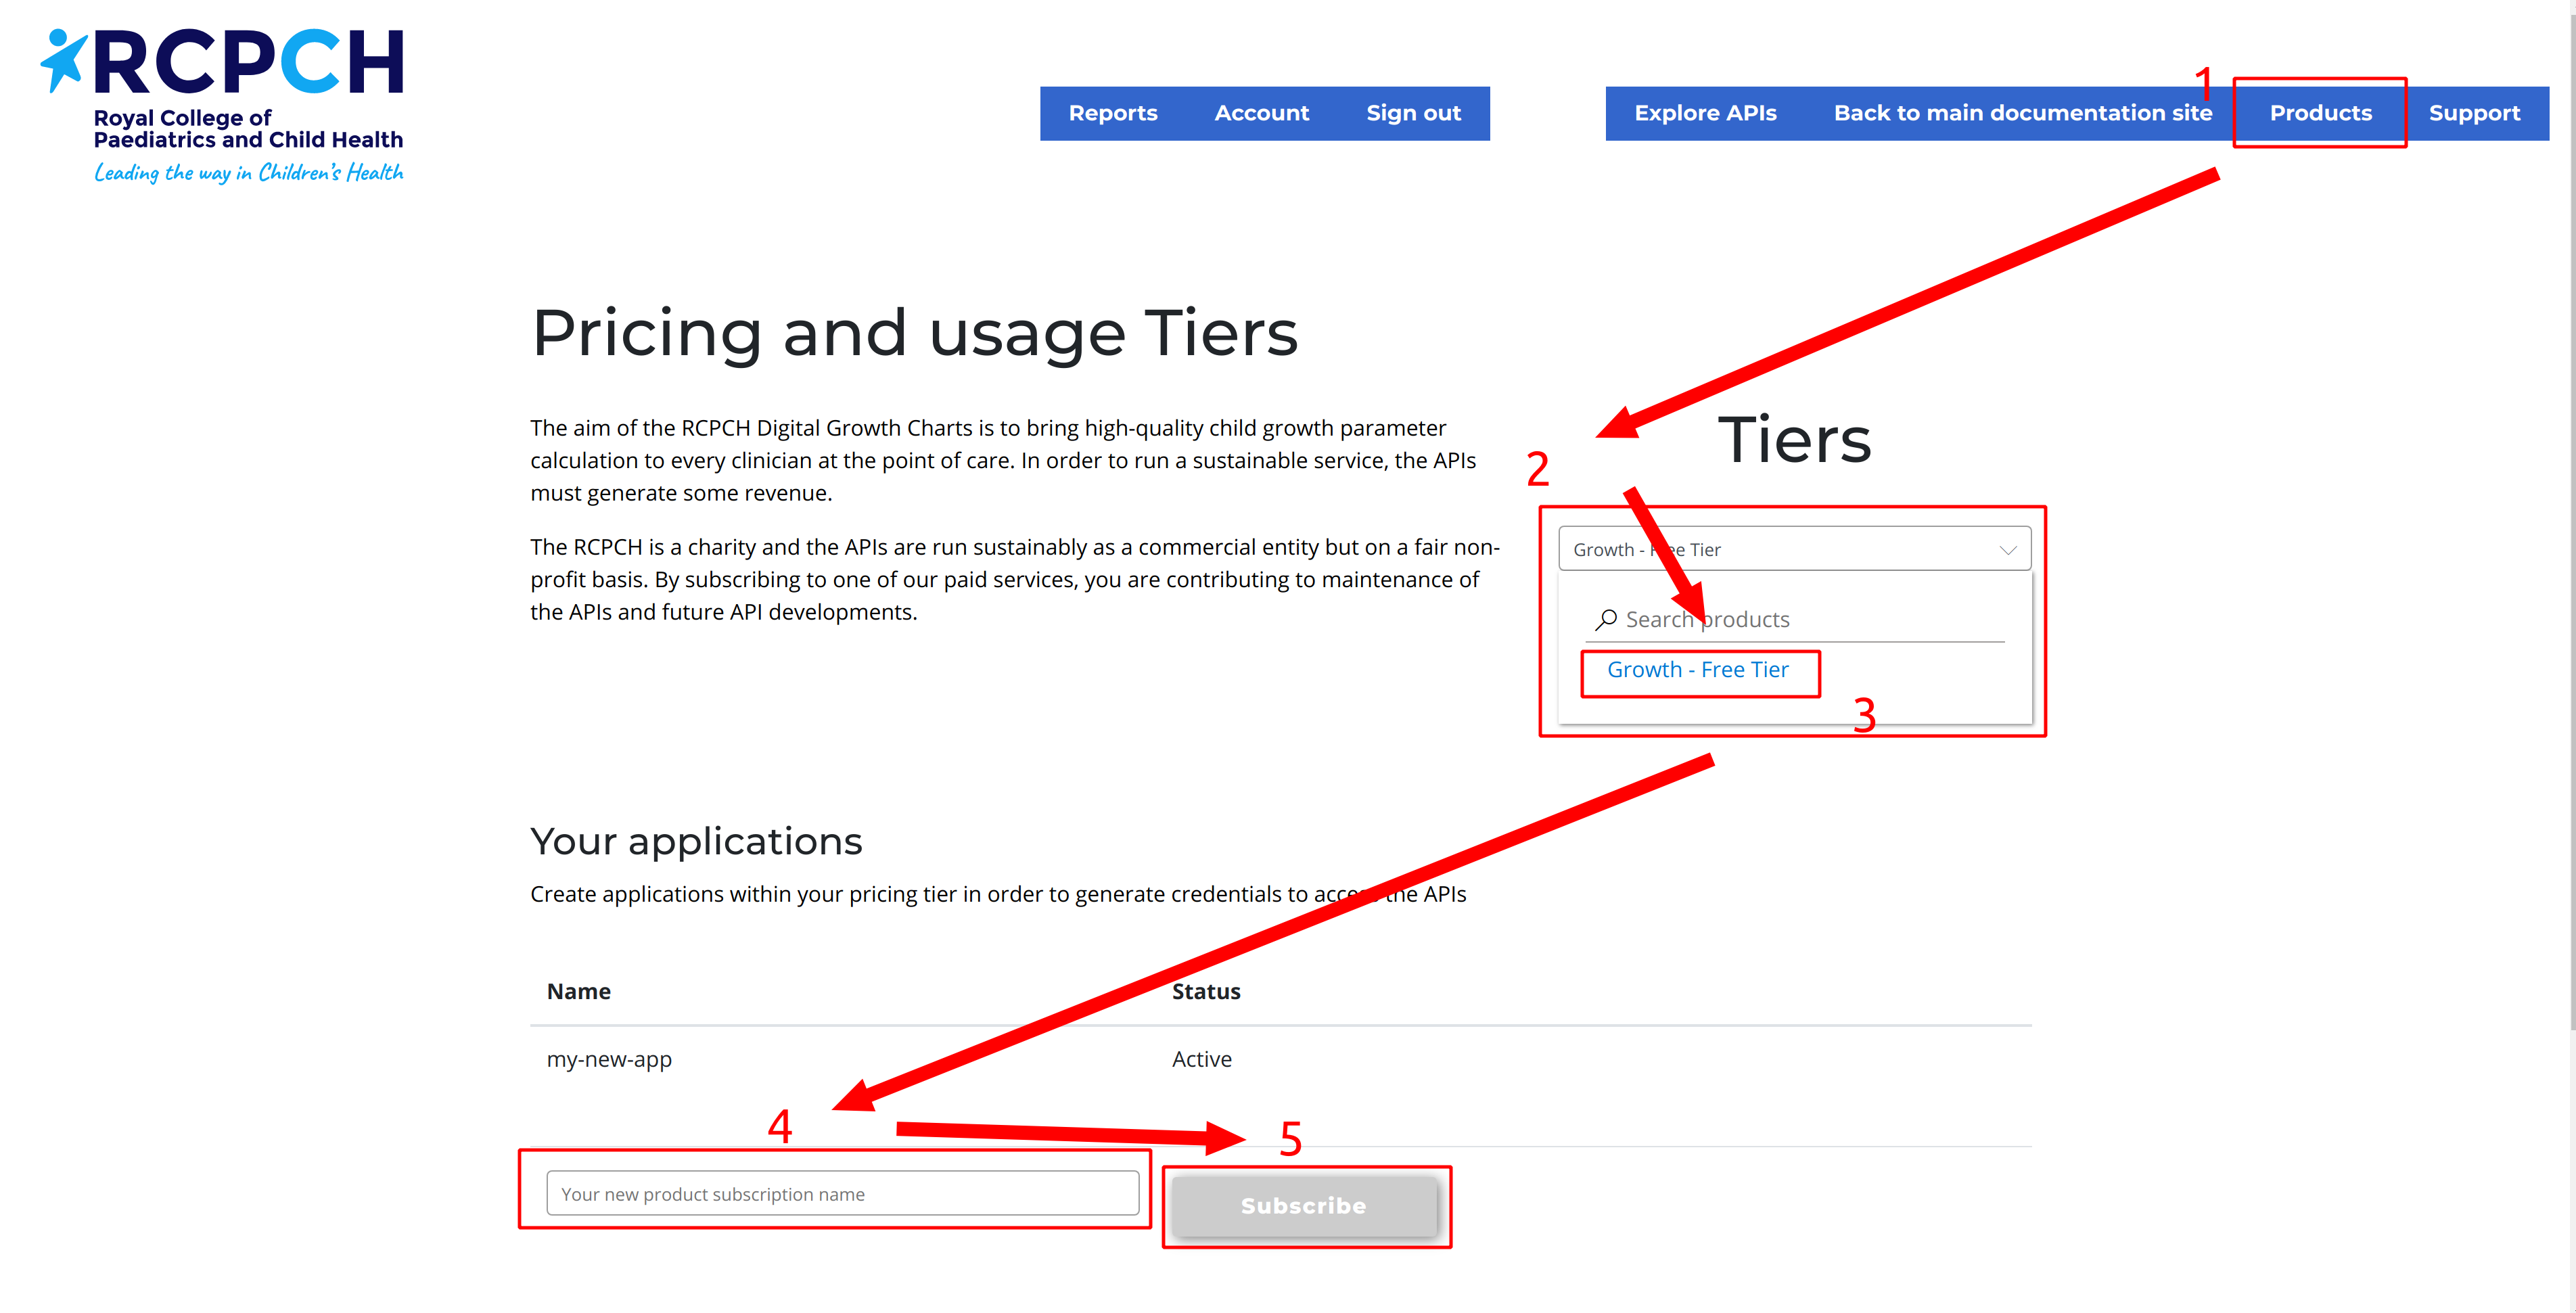 RCPCH
Royal College of
Paediatrics and Child Health
Leading the way in Children's Health
Reports Account Sign out
Explore APIs Back to main documentation site Products Support
1
Pricing and usage Tiers
The aim of the RCPCH Digital Growth Charts is to bring high-quality child growth parameter
calculation to every clinician at the point of care. In order to run a sustainable service, the APIs
must generate some revenue.
The RCPCH is a charity and the APIs are run sustainably as a commercial entity but on a fair non-
profit basis. By subscribing to one of our paid services, you are contributing to maintenance of
the APIs and future API developments.
Tiers
2
Growth - Free Tier
Search products
Growth - Free Tier
3
Your applications
Create applications within your pricing tier in order to generate credentials to access the APIs
Name Status
my-new-app Active
4
5
Your new product subscription name
Subscribe